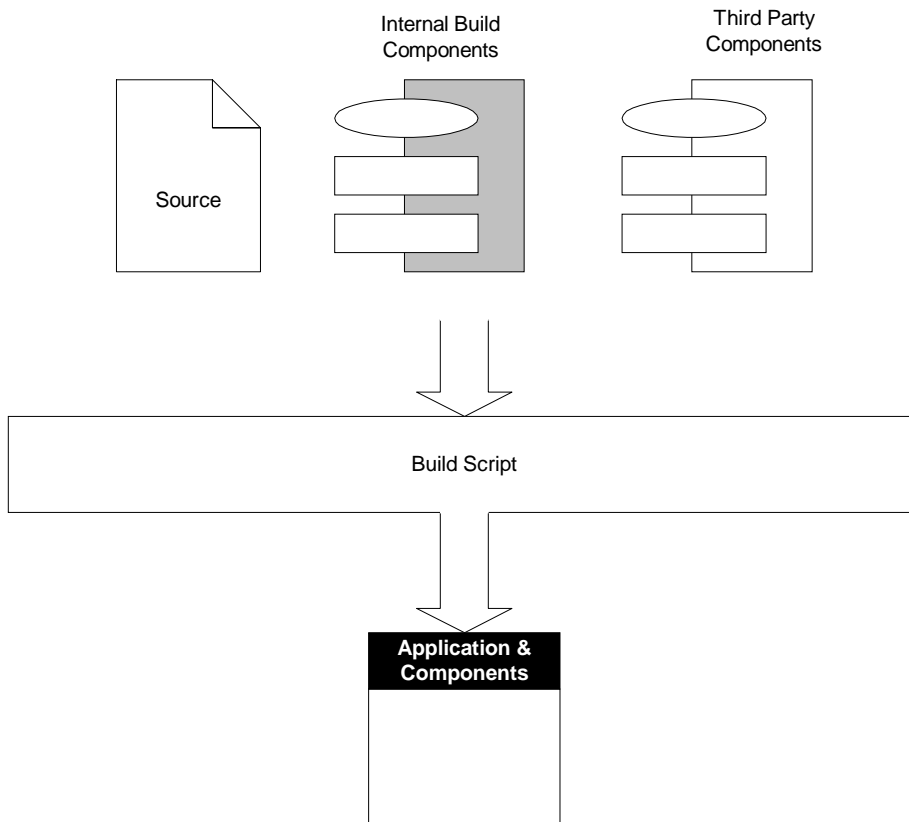 Internal Build
Components
Third Party
Components
Source
Build Script
Application &
Components